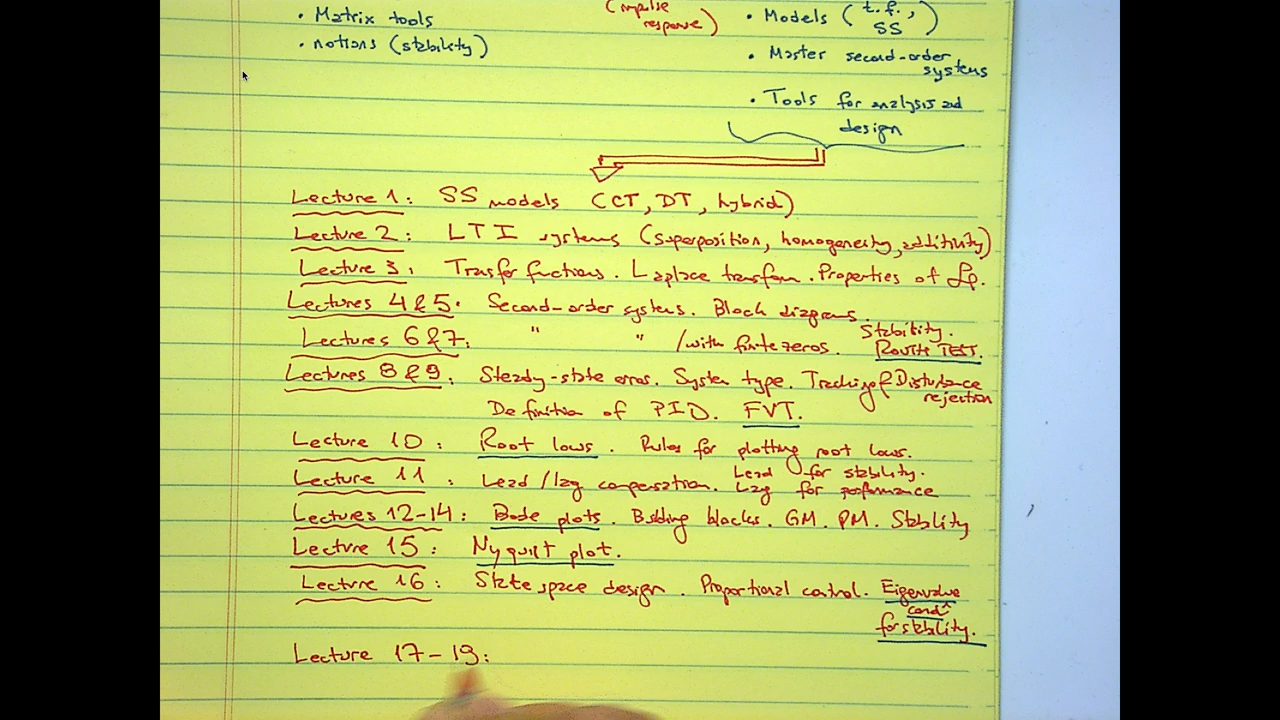 • Matrix tools
• notions (stability)
(impulse
response)
• Models (t.f., SS)
• Master second-order
systems
• Tools for analysis and
design
Lecture 1: SS models (CT, DT, hybrid)
Lecture 2: LTI systems (superposition, homogeneity, additivity)
Lecture 3: Transfer functions. Laplace transform. Properties of Lp.
Lectures 4 & 5: Second-order systems. Block diagrams.
Lectures 6 & 7: " " / with finite zeros. Stability.
ROUTH TEST.
Lectures 8 & 9: Steady-state error. System type. Tracking & Disturbance
rejection
Definition of PID. FVT.
Lecture 10: Root locus. Rules for plotting root locus.
Lecture 11: Lead/lag compensation. Lead for stability.
Lag for performance
Lectures 12-14: Bode plots. Building blocks. GM. PM. Stability
Lecture 15: Nyquist plot.
Lecture 16: State space design. Proportional control. Eigenvalue
cond^
for stability.
Lecture 17-19: